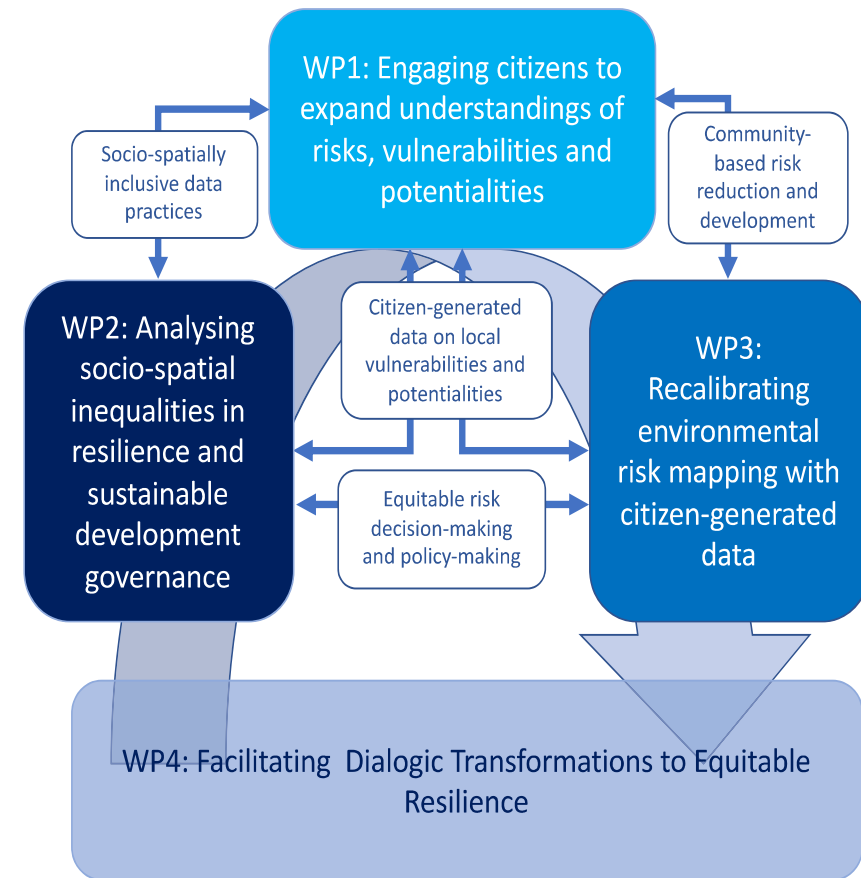 WP1: Engaging citizens to
expand understandings of
risks, vulnerabilities and
potentialities
Socio-spatially
inclusive data
practices
Community-
based risk
reduction and
development
WP2: Analysing
socio-spatial
inequalities in
resilience and
sustainable
development
governance
Citizen-generated
data on local
vulnerabilities and
potentialities
Equitable risk
decision-making
and policy-making
WP3:
Recalibrating
environmental
risk mapping with
citizen-generated
data
WP4: Facilitating  Dialogic Transformations to Equitable
Resilience